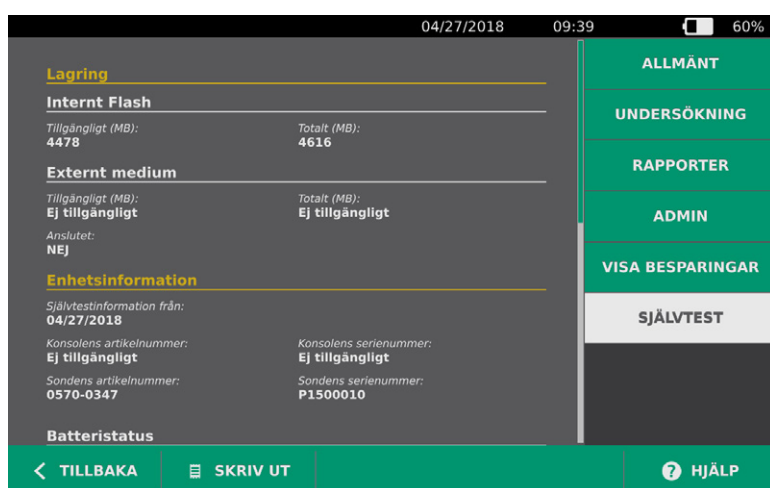 04/27/2018 09:39 60%
Lagring
Internt Flash
Tillgängligt (MB): Totalt (MB):
4478 4616
Externt medium
Tillgängligt (MB): Totalt (MB):
Ej tillgängligt Ej tillgängligt
Anslutet:
NEJ
Enhetsinformation
Självtestinformation från:
04/27/2018
Konsolens artikelnummer: Konsolens serienummer:
Ej tillgängligt Ej tillgängligt
Sondens artikelnummer: Sondens serienummer:
0570-0347 P1500010
Batteristatus
ALLMÄNT
UNDERSÖKNING
RAPPORTER
ADMIN
VISA BESPARINGAR
SJÄLVTEST
TILLBAKA SKRIV UT ? HJÄLP